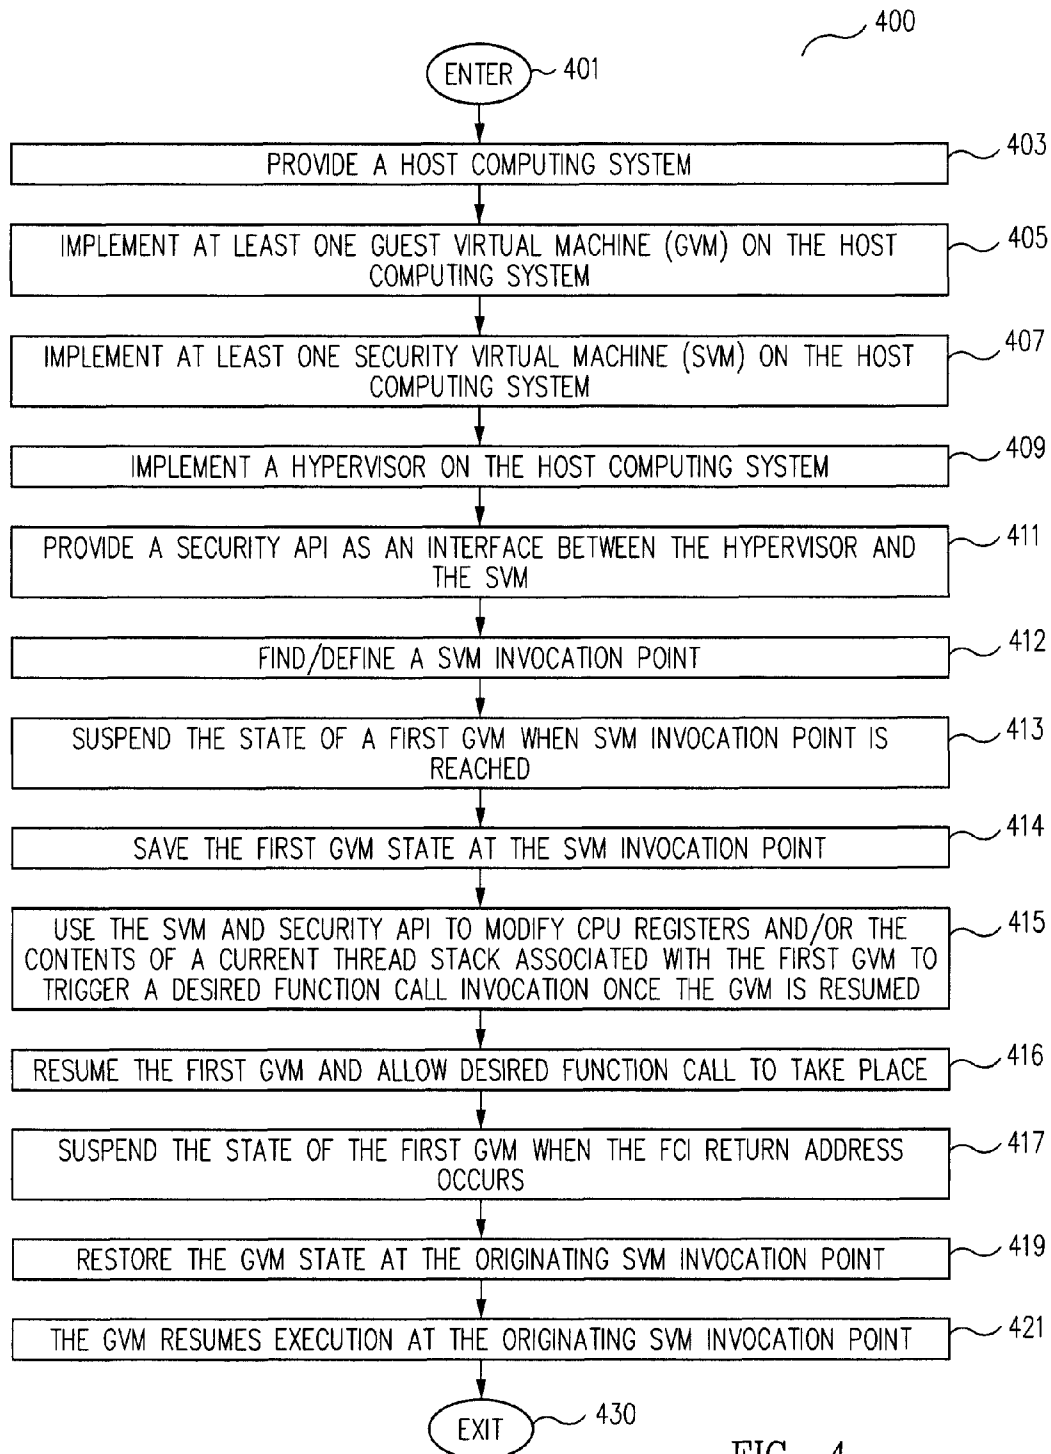 400
ENTER 401
PROVIDE A HOST COMPUTING SYSTEM 403
IMPLEMENT AT LEAST ONE GUEST VIRTUAL MACHINE (GVM) ON THE HOST 405
COMPUTING SYSTEM
IMPLEMENT AT LEAST ONE SECURITY VIRTUAL MACHINE (SVM) ON THE HOST 407
COMPUTING SYSTEM
IMPLEMENT A HYPERVISOR ON THE HOST COMPUTING SYSTEM 409
PROVIDE A SECURITY API AS AN INTERFACE BETWEEN THE HYPERVISOR AND 411
THE SVM
FIND/DEFINE A SVM INVOCATION POINT 412
SUSPEND THE STATE OF A FIRST GVM WHEN SVM INVOCATION POINT IS 413
REACHED
SAVE THE FIRST GVM STATE AT THE SVM INVOCATION POINT 414
USE THE SVM AND SECURITY API TO MODIFY CPU REGISTERS AND/OR THE 415
CONTENTS OF A CURRENT THREAD STACK ASSOCIATED WITH THE FIRST GVM TO
TRIGGER A DESIRED FUNCTION CALL INVOCATION ONCE THE GVM IS RESUMED
RESUME THE FIRST GVM AND ALLOW DESIRED FUNCTION CALL TO TAKE PLACE 416
SUSPEND THE STATE OF THE FIRST GVM WHEN THE FCI RETURN ADDRESS 417
OCCURS
RESTORE THE GVM STATE AT THE ORIGINATING SVM INVOCATION POINT 419
THE GVM RESUMES EXECUTION AT THE ORIGINATING SVM INVOCATION POINT 421
EXIT 430
FIG. 4